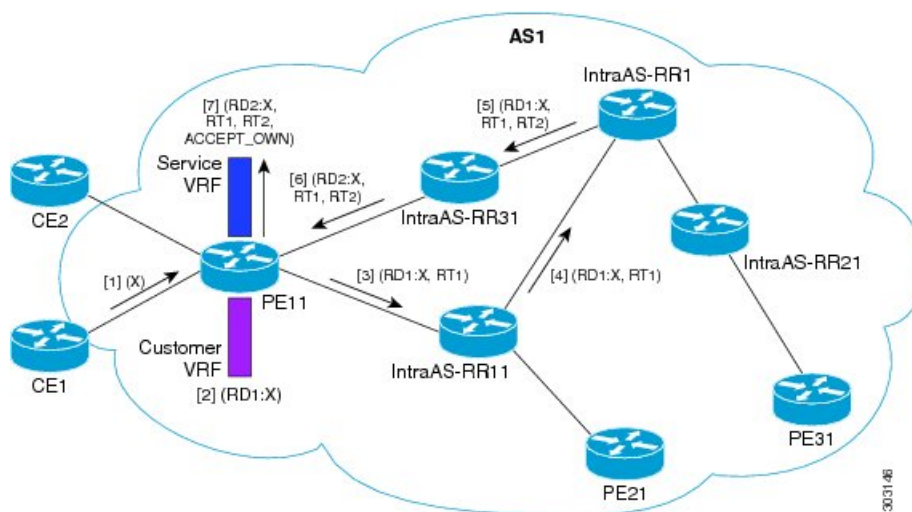 AS1
IntraAS-RR1
[7] (RD2:X,
RT1, RT2,
ACCEPT_OWN)
[5] (RD1:X,
RT1, RT2)
Service
VRF
[6] (RD2:X,
RT1, RT2)
IntraAS-RR31
CE2
IntraAS-RR21
[1] (X)
PE11
[3] (RD1:X, RT1)
[4] (RD1:X, RT1)
Customer
VRF
[2] (RD1:X)
CE1
IntraAS-RR11
PE31
PE21
303146